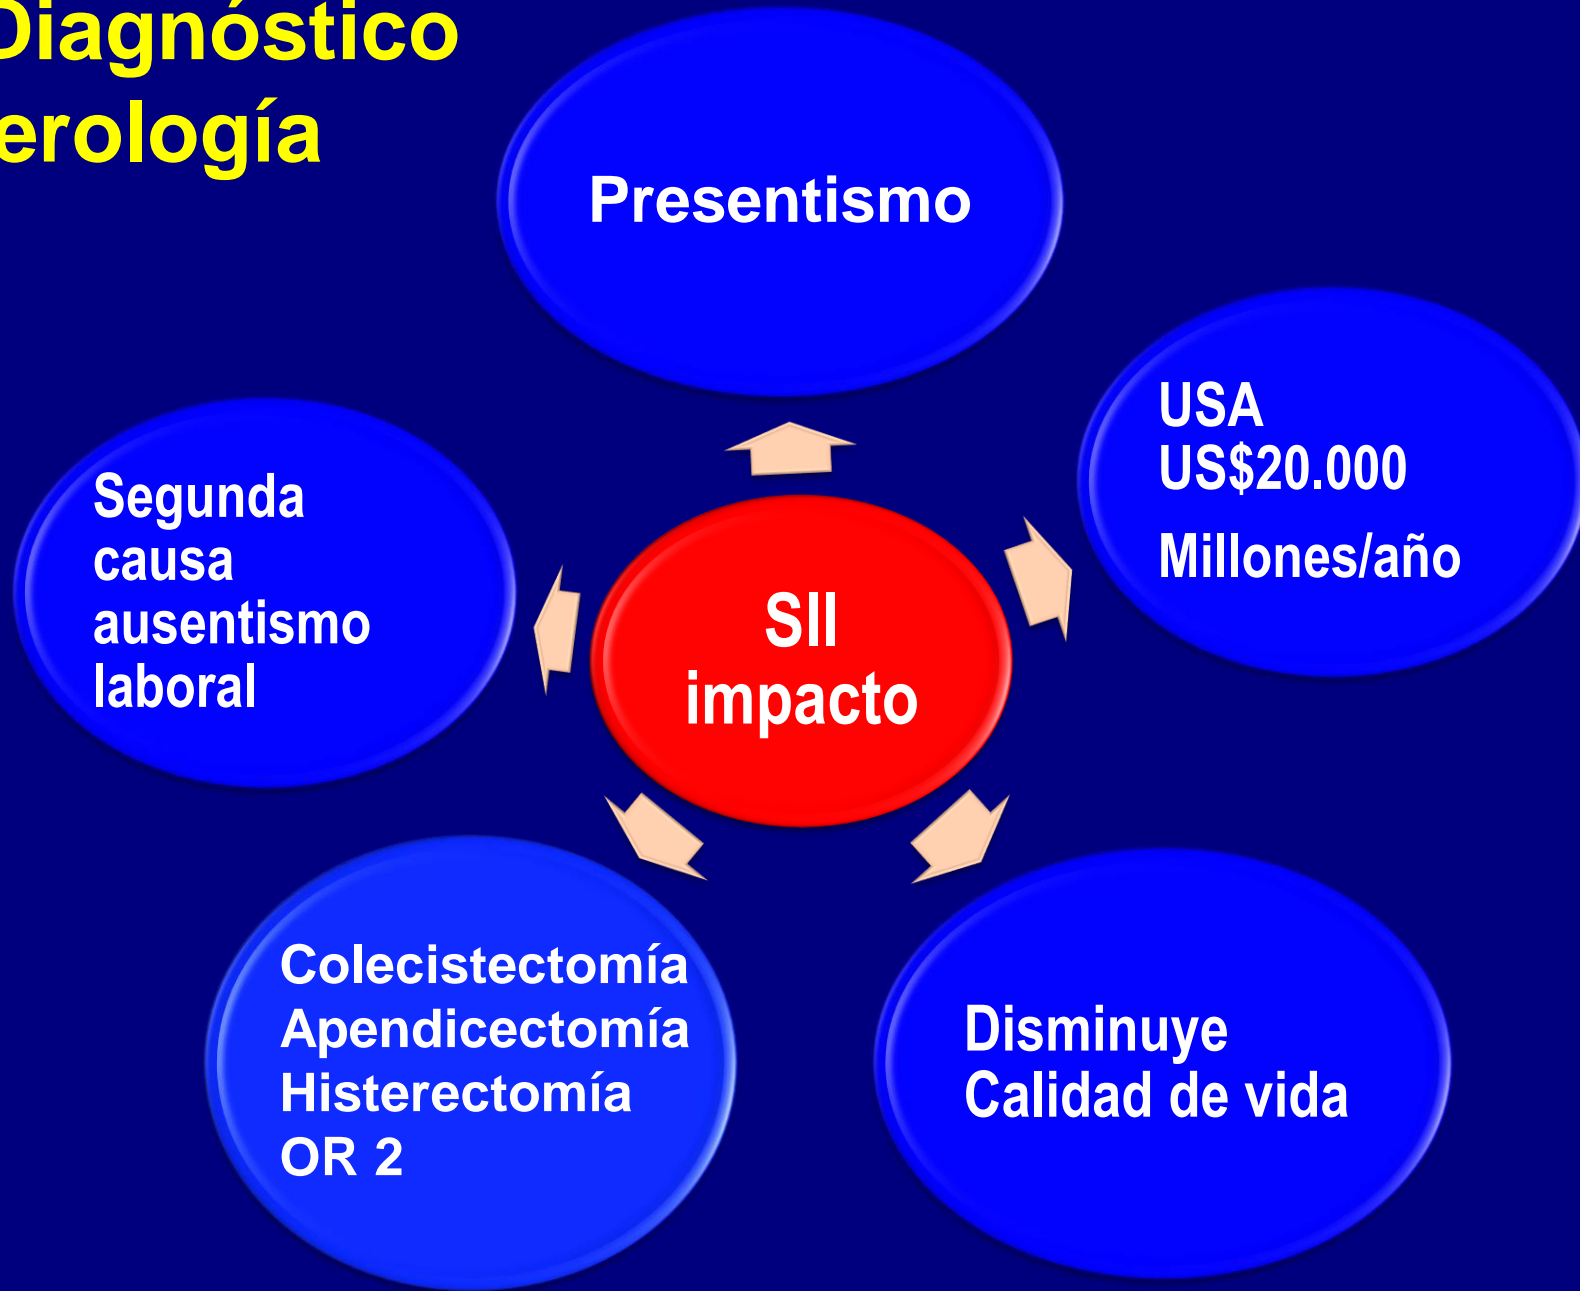 Diagnóstico
erología
Presentismo
USA
US$20.000
Millones/año
Segunda
causa
ausentismo
laboral
SII
impacto
Colecistectomía
Apendicectomía
Histerectomía
OR 2
Disminuye
Calidad de vida